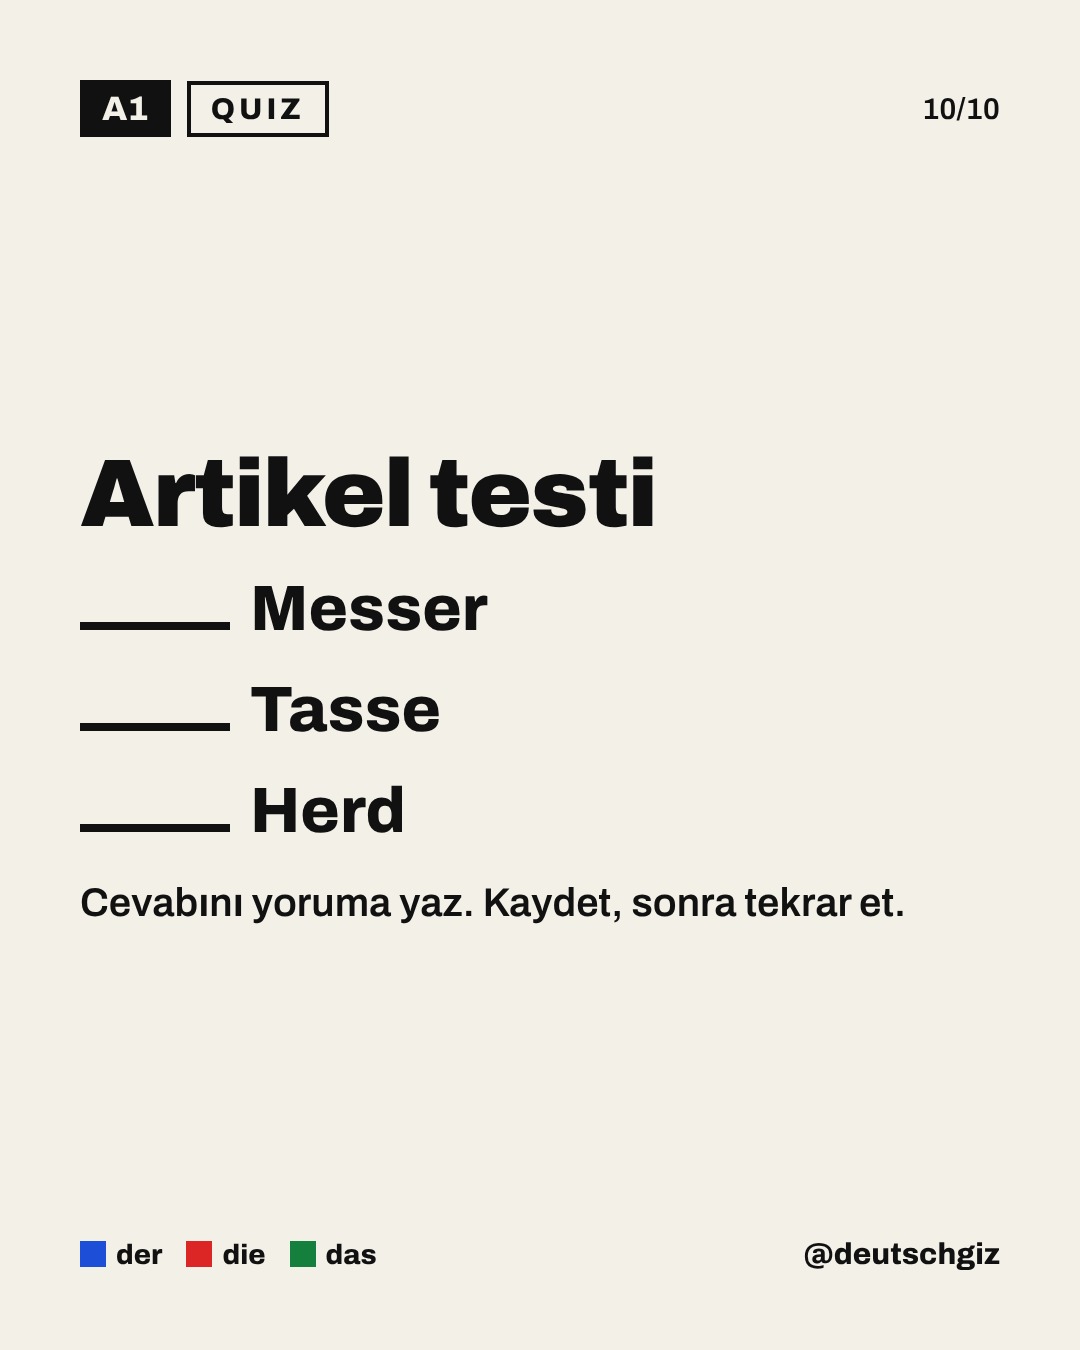 A1 QUIZ 10/10
Artikel testi
Messer
Tasse
Herd
Cevabını yoruma yaz. Kaydet, sonra tekrar et.
der die das @deutschgiz